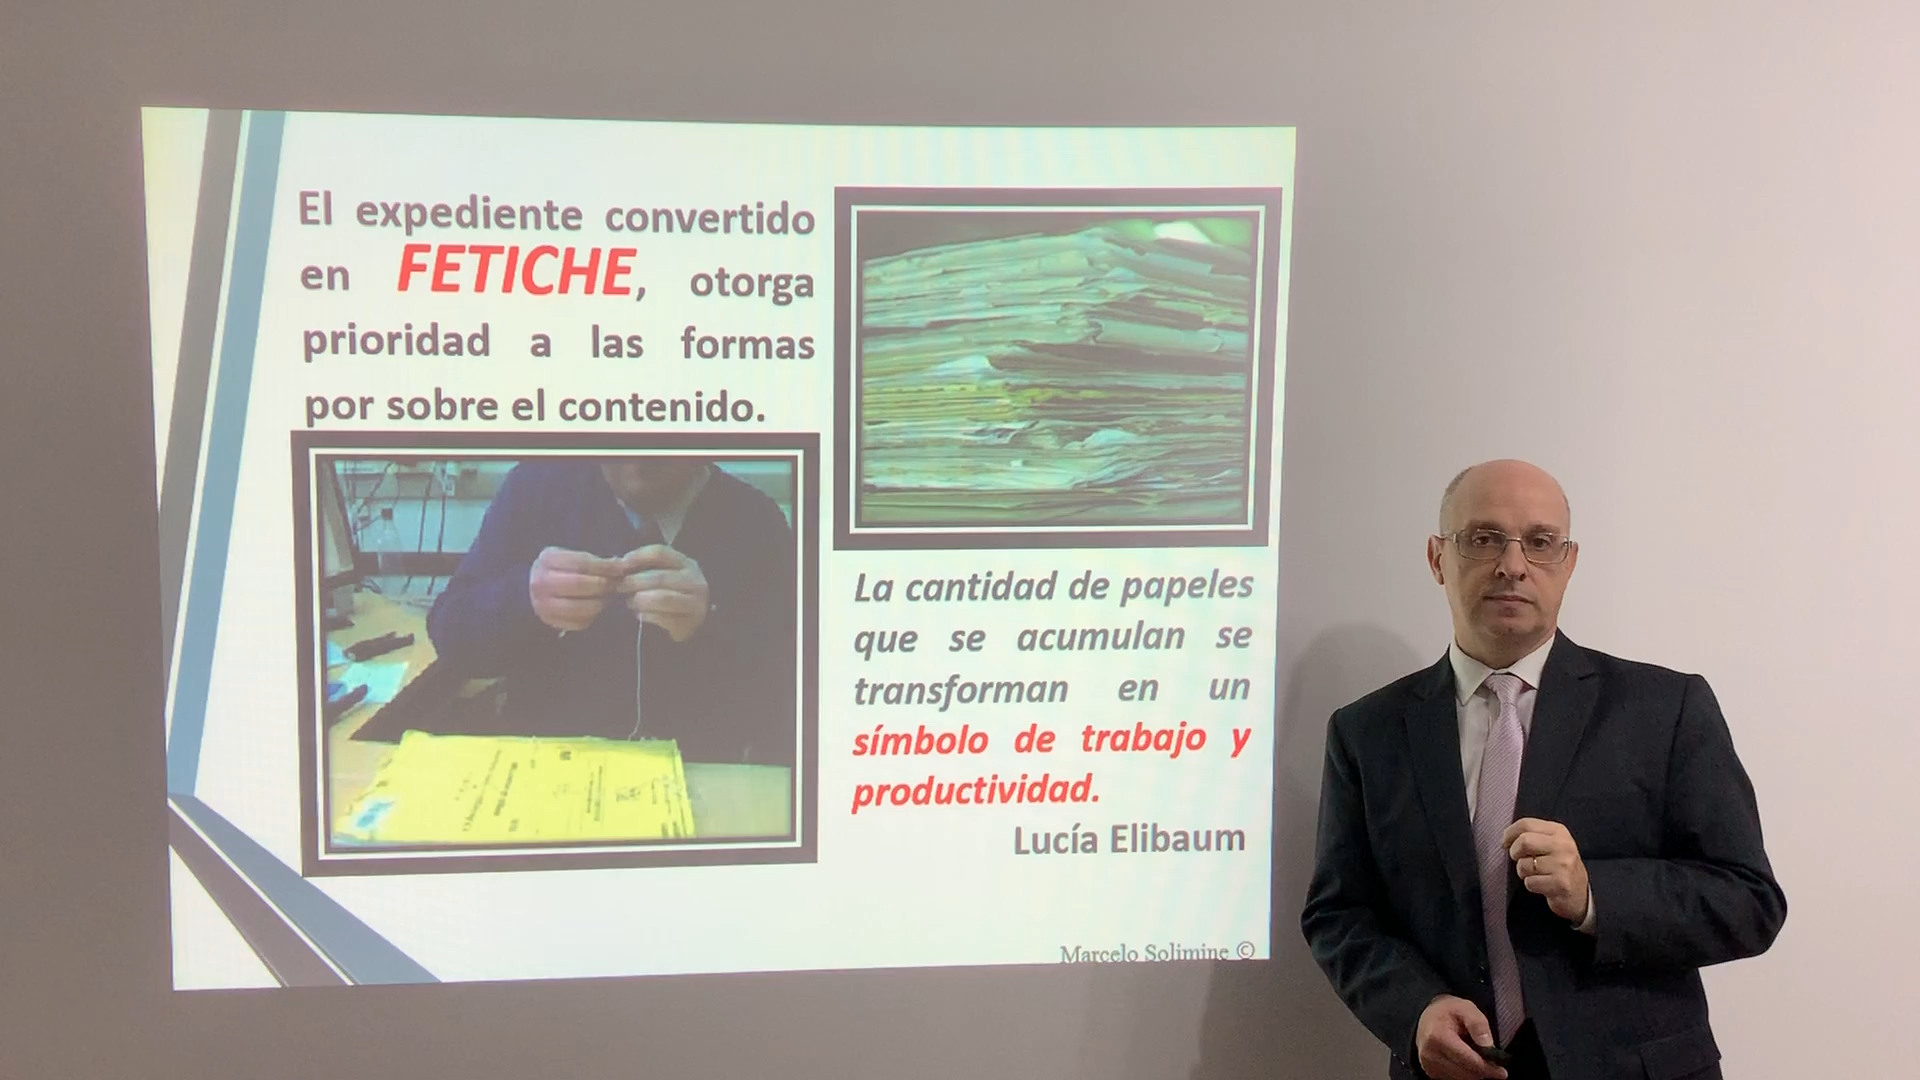 El expediente convertido
en FETICHE, otorga
prioridad a las formas
por sobre el contenido.
La cantidad de papeles
que se acumulan se
transforman en un
símbolo de trabajo y
productividad.
Lucía Elibaum
Marcelo Solimine ©